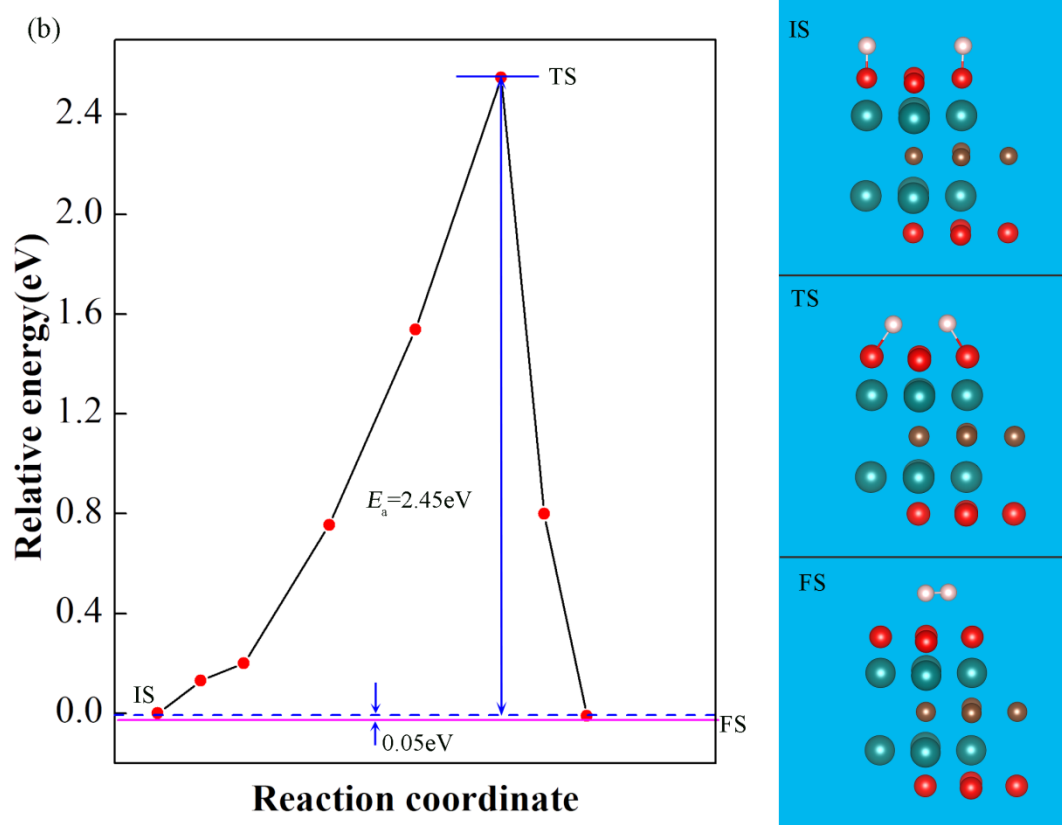 (b)
Relative energy(eV)
2.4
2.0
1.6
1.2
0.8
0.4
0.0
TS
Eₐ=2.45eV
IS
0.05eV
FS
Reaction coordinate
IS
TS
FS